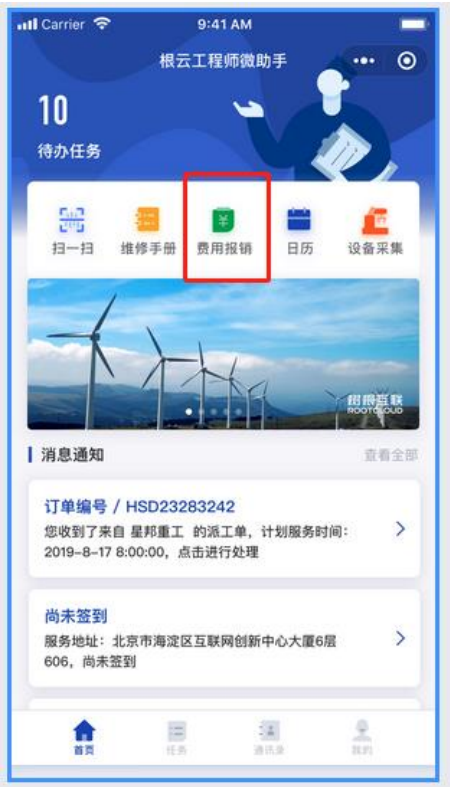 Carrier 9:41 AM
根云工程师微助手
10
待办任务
扫一扫 维修手册 费用报销 日历 设备采集
树根互联
ROOTCLOUD
消息通知 查看全部
订单编号 / HSD23283242
您收到了来自 星邦重工 的派工单，计划服务时间：
2019-8-17 8:00:00，点击进行处理
尚未签到
服务地址：北京市海淀区互联网创新中心大厦6层
606，尚未签到
首页 任务 通讯录 我的